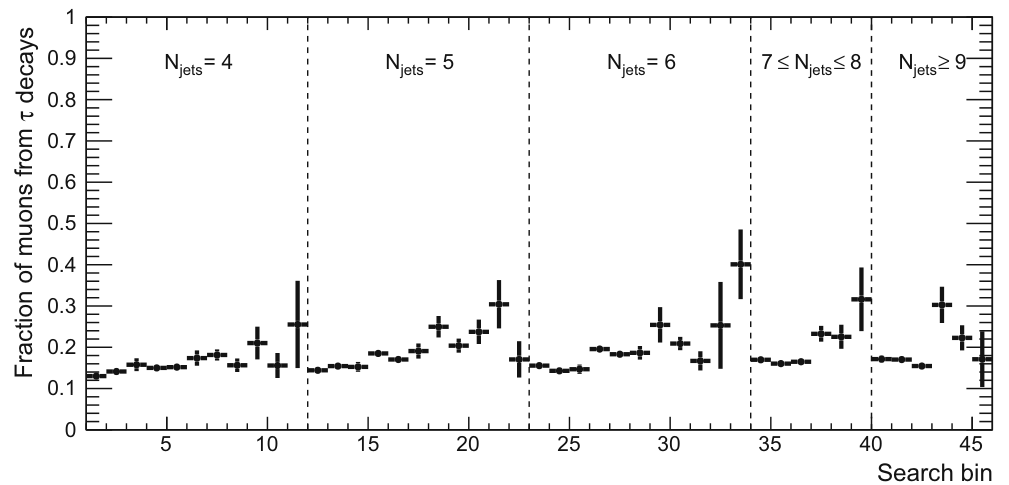 Fraction of muons from τ decays
1
0.9
0.8
0.7
0.6
0.5
0.4
0.3
0.2
0.1
0
N_jets = 4
N_jets = 5
N_jets = 6
7 ≤ N_jets ≤ 8
N_jets ≥ 9
5 10 15 20 25 30 35 40 45
Search bin